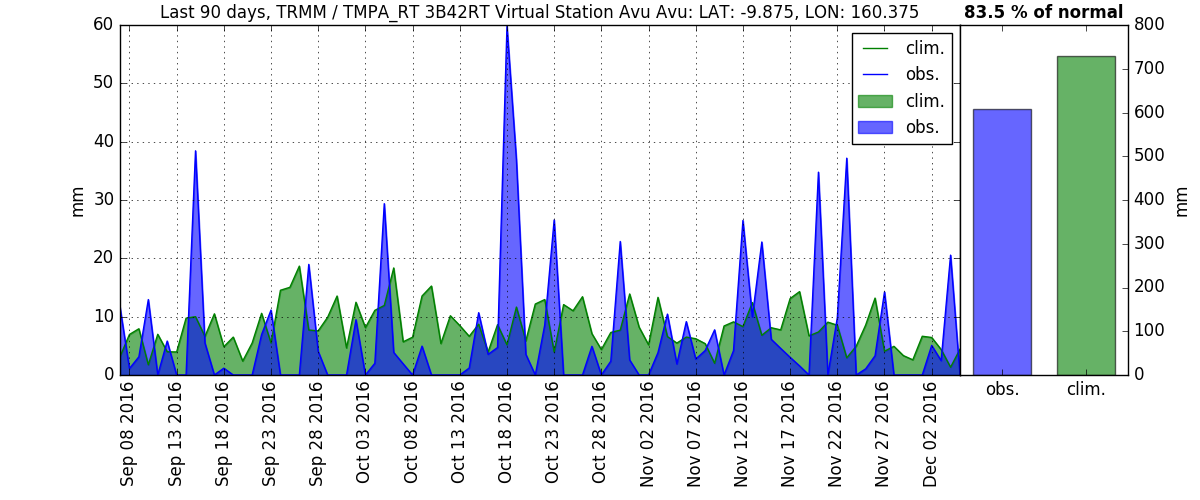 Last 90 days, TRMM / TMPA_RT 3B42RT Virtual Station Avu Avu: LAT: -9.875, LON: 160.375
83.5 % of normal
60
50
40
30
20
10
0
mm
clim.
obs.
clim.
obs.
800
700
600
500
400
300
200
100
0
mm
Sep 08 2016
Sep 13 2016
Sep 18 2016
Sep 23 2016
Sep 28 2016
Oct 03 2016
Oct 08 2016
Oct 13 2016
Oct 18 2016
Oct 23 2016
Oct 28 2016
Nov 02 2016
Nov 07 2016
Nov 12 2016
Nov 17 2016
Nov 22 2016
Nov 27 2016
Dec 02 2016
obs.
clim.